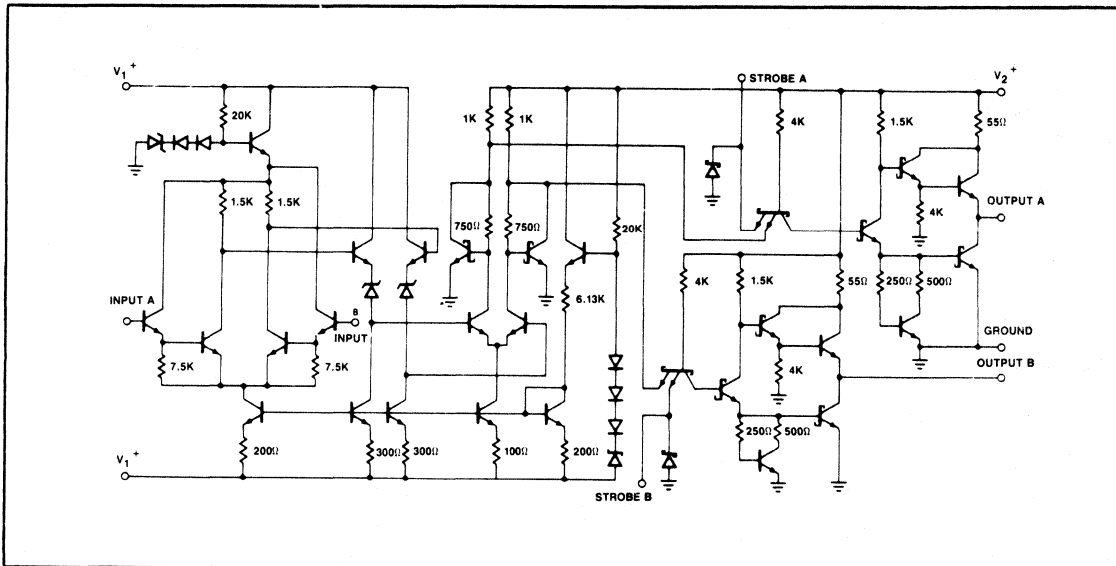 V1+
STROBE A
V2+
20K
1K
1K
4K
1.5K
55Ω
1.5K
1.5K
4K
OUTPUT A
750Ω
750Ω
20K
4K
1.5K
55Ω
250Ω
500Ω
6.13K
INPUT A
B
INPUT
GROUND
OUTPUT B
7.5K
7.5K
4K
250Ω
500Ω
200Ω
300Ω
300Ω
100Ω
200Ω
V1+
STROBE B